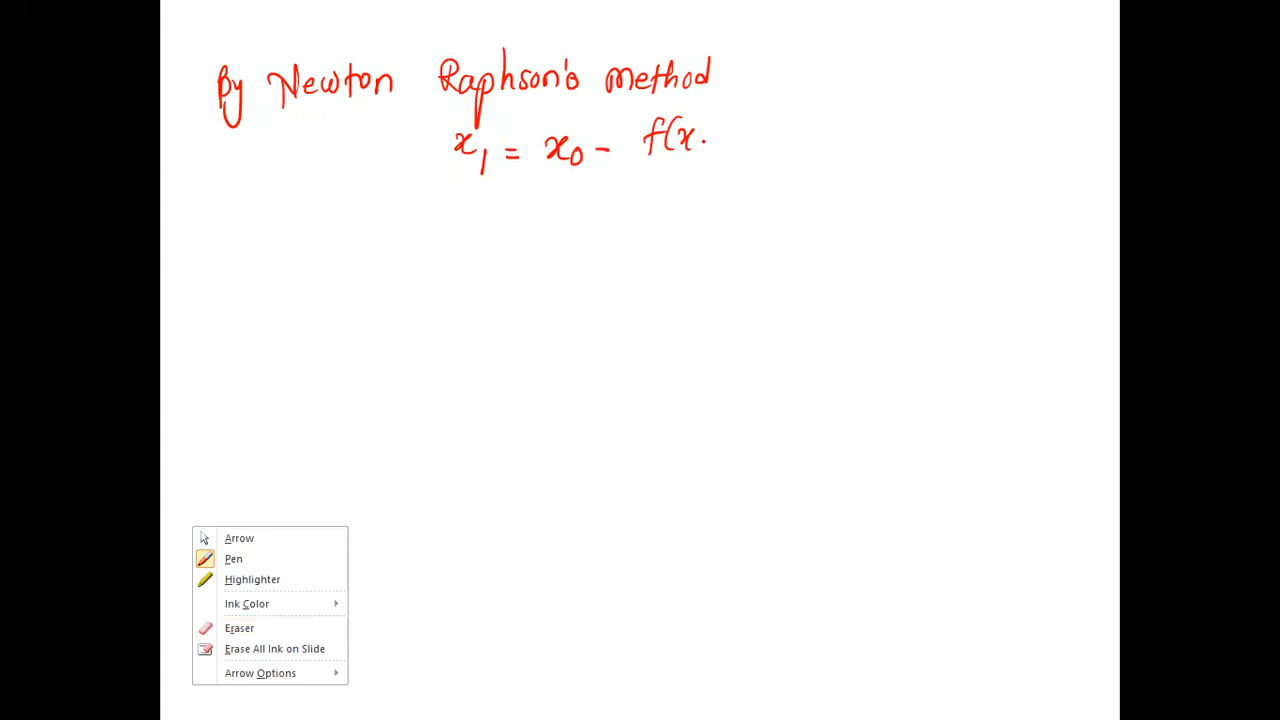 By Newton Raphson's method
x₁ = x₀ - f(x.
Arrow
Pen
Highlighter
Ink Color
Eraser
Erase All Ink on Slide
Arrow Options